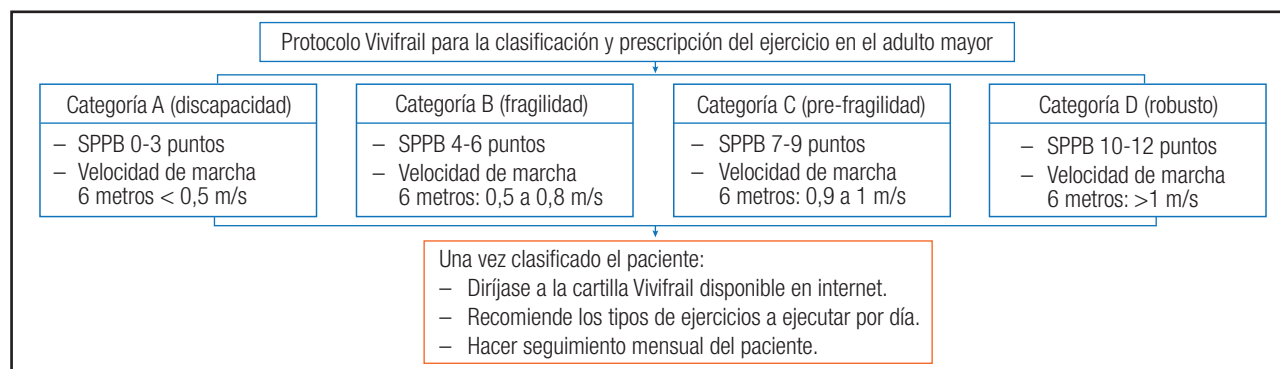 Protocolo Vivifrail para la clasificación y prescripción del ejercicio en el adulto mayor
Categoría A (discapacidad)
– SPPB 0-3 puntos
– Velocidad de marcha
6 metros < 0,5 m/s
Categoría B (fragilidad)
– SPPB 4-6 puntos
– Velocidad de marcha
6 metros: 0,5 a 0,8 m/s
Categoría C (pre-fragilidad)
– SPPB 7-9 puntos
– Velocidad de marcha
6 metros: 0,9 a 1 m/s
Categoría D (robusto)
– SPPB 10-12 puntos
– Velocidad de marcha
6 metros: >1 m/s
Una vez clasificado el paciente:
– Diríjase a la cartilla Vivifrail disponible en internet.
– Recomiende los tipos de ejercicios a ejecutar por día.
– Hacer seguimiento mensual del paciente.